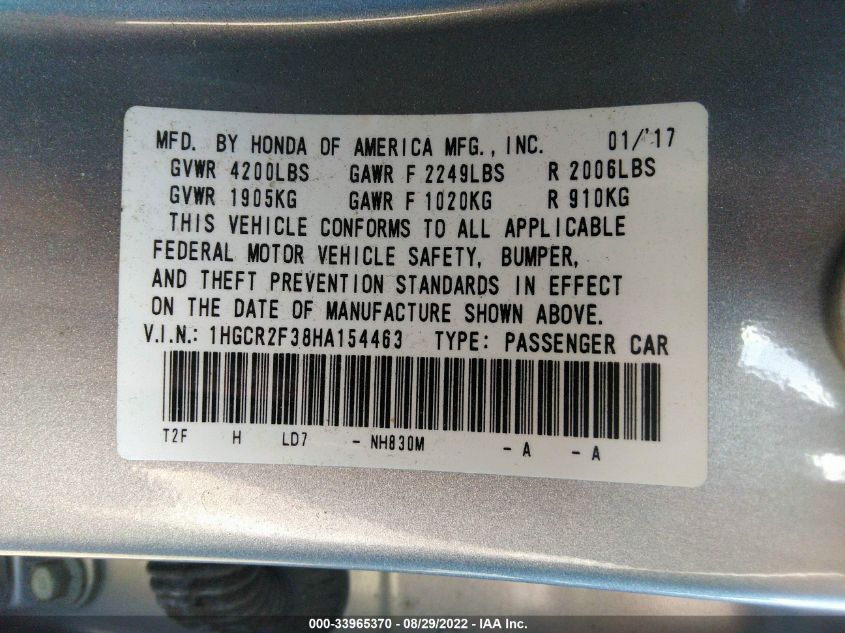 MFD. BY HONDA OF AMERICA MFG., INC. 01/'17
GVWR 4200LBS GAWR F 2249LBS R 2006LBS
GVWR 1905KG GAWR F 1020KG R 910KG
THIS VEHICLE CONFORMS TO ALL APPLICABLE
FEDERAL MOTOR VEHICLE SAFETY, BUMPER,
AND THEFT PREVENTION STANDARDS IN EFFECT
ON THE DATE OF MANUFACTURE SHOWN ABOVE.
V.I.N.: 1HGCR2F38HA154463 TYPE: PASSENGER CAR
T2F H LD7 - NH830M - A - A
000-33965370 - 08/29/2022 - IAA Inc.